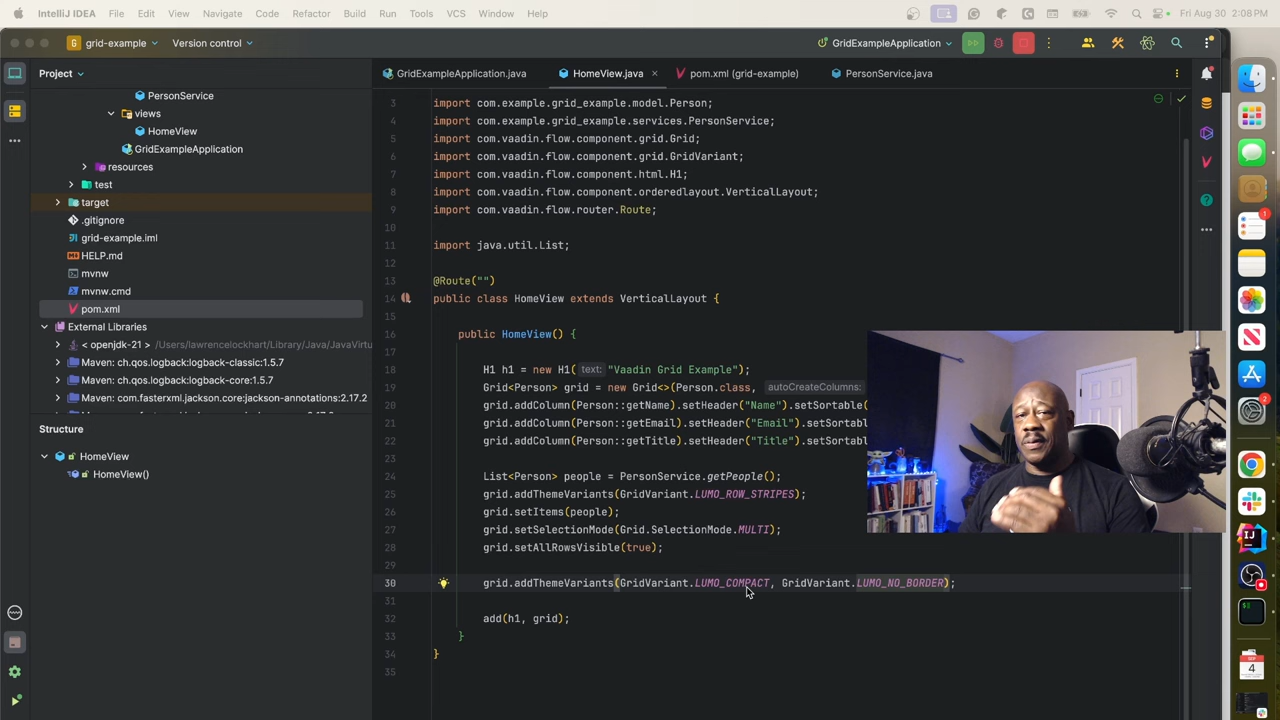 IntelliJ IDEA File Edit View Navigate Code Refactor Build Run Tools VCS Window Help Fri Aug 30 2:08 PM
G grid-example Version control GridExampleApplication
Project
GridExampleApplication.java HomeView.java pom.xml (grid-example) PersonService.java
PersonService
views
HomeView
GridExampleApplication
resources
test
target
.gitignore
grid-example.iml
HELP.md
mvnw
mvnw.cmd
pom.xml
External Libraries
< openjdk-21 > /Users/lawrencelockhart/Library/Java/JavaVirtu
Maven: ch.qos.logback:logback-classic:1.5.7
Maven: ch.qos.logback:logback-core:1.5.7
Maven: com.fasterxml.jackson.core:jackson-annotations:2.17.2
Structure
HomeView
HomeView()
3 import com.example.grid_example.model.Person;
4 import com.example.grid_example.services.PersonService;
5 import com.vaadin.flow.component.grid.Grid;
6 import com.vaadin.flow.component.grid.GridVariant;
7 import com.vaadin.flow.component.html.H1;
8 import com.vaadin.flow.component.orderedlayout.VerticalLayout;
9 import com.vaadin.flow.router.Route;
10
11 import java.util.List;
12
13 @Route("")
14 public class HomeView extends VerticalLayout {
15
16 public HomeView() {
17
18 H1 h1 = new H1( text: "Vaadin Grid Example");
19 Grid<Person> grid = new Grid<>(Person.class, autoCreateColumns:
20 grid.addColumn(Person::getName).setHeader("Name").setSortable(
21 grid.addColumn(Person::getEmail).setHeader("Email").setSortabl
22 grid.addColumn(Person::getTitle).setHeader("Title").setSortabl
23
24 List<Person> people = PersonService.getPeople();
25 grid.addThemeVariants(GridVariant.LUMO_ROW_STRIPES);
26 grid.setItems(people);
27 grid.setSelectionMode(Grid.SelectionMode.MULTI);
28 grid.setAllRowsVisible(true);
29
30 grid.addThemeVariants(GridVariant.LUMO_COMPACT, GridVariant.LUMO_NO_BORDER);
31
32 add(h1, grid);
33 }
34 }
35
1
2
SEP
4